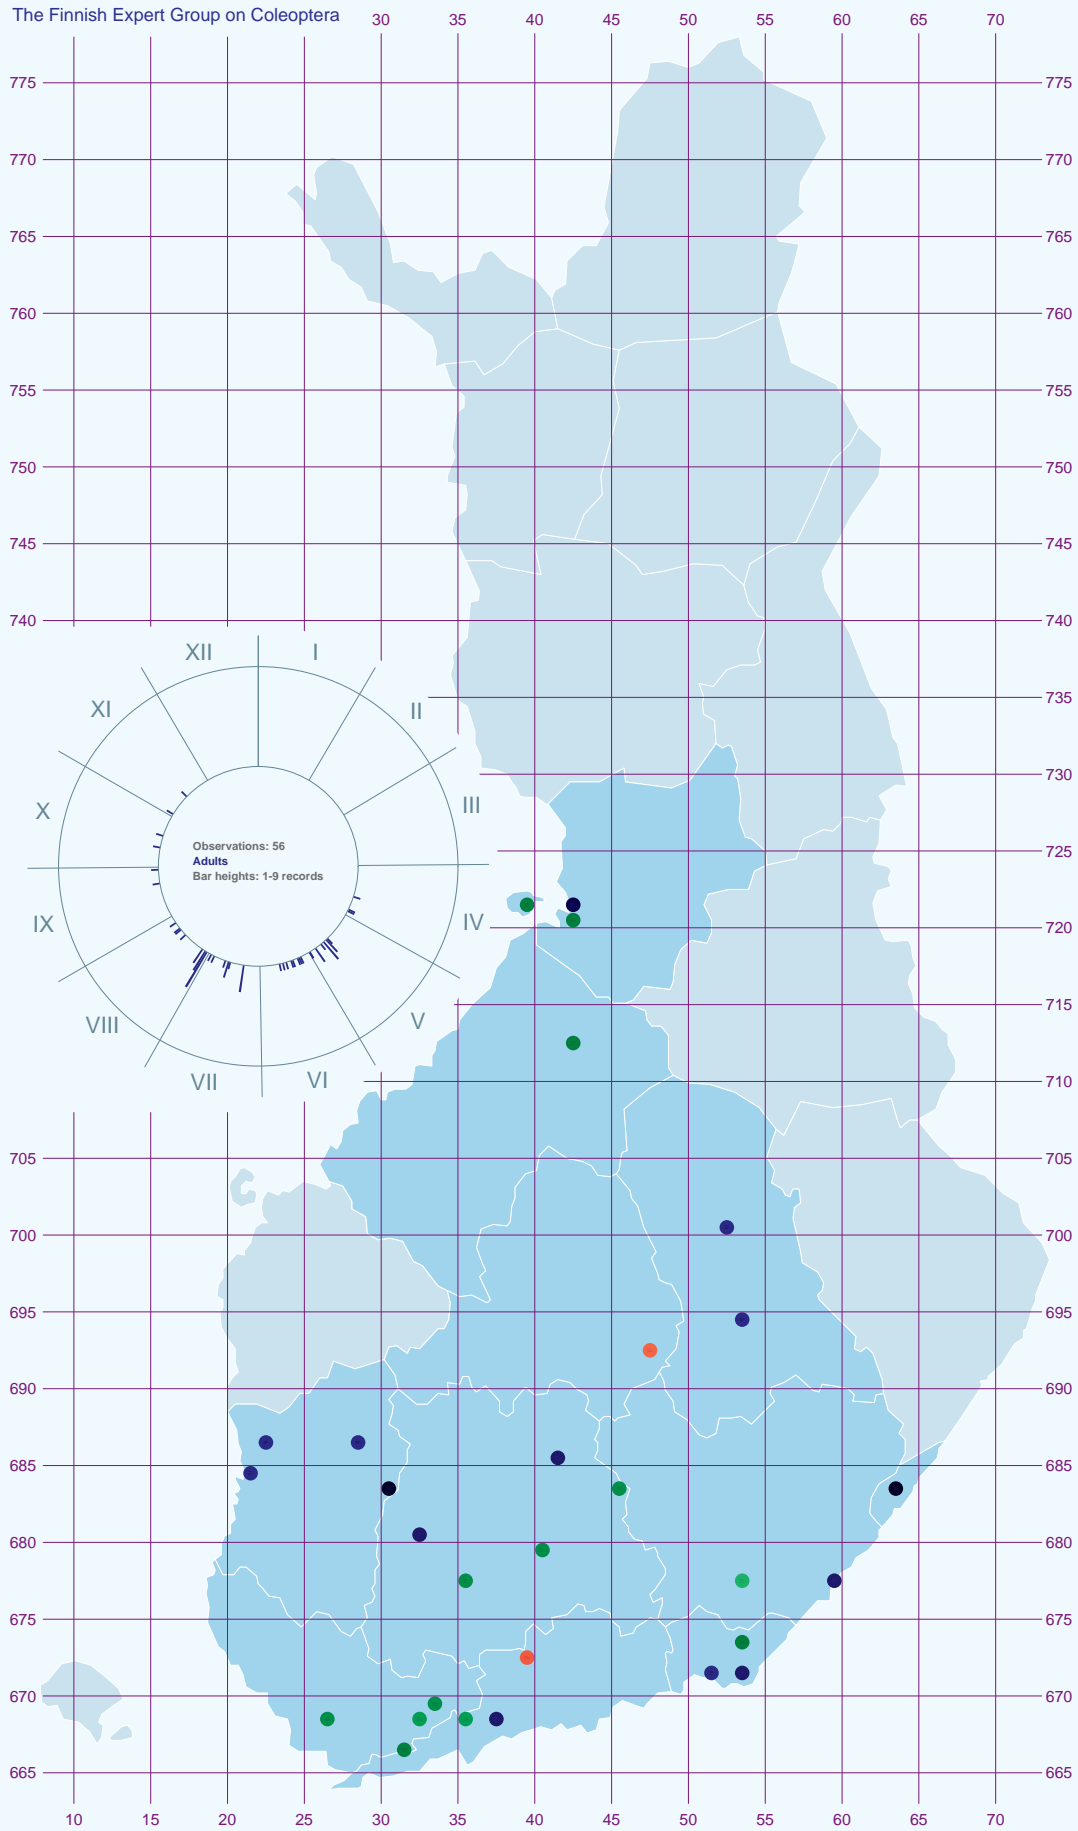 The Finnish Expert Group on Coleoptera
30 35 40 45 50 55 60 65 70
775 775
770 770
765 765
760 760
755 755
750 750
745 745
740 740
XII I
735
XI II
730
X III
725
Observations: 56
Adults
Bar heights: 1-9 records
IX IV
720
715
VIII V
VII VI
710
705 705
700 700
695 695
690 690
685 685
680 680
675 675
670 670
665 665
10 15 20 25 30 35 40 45 50 55 60 65 70